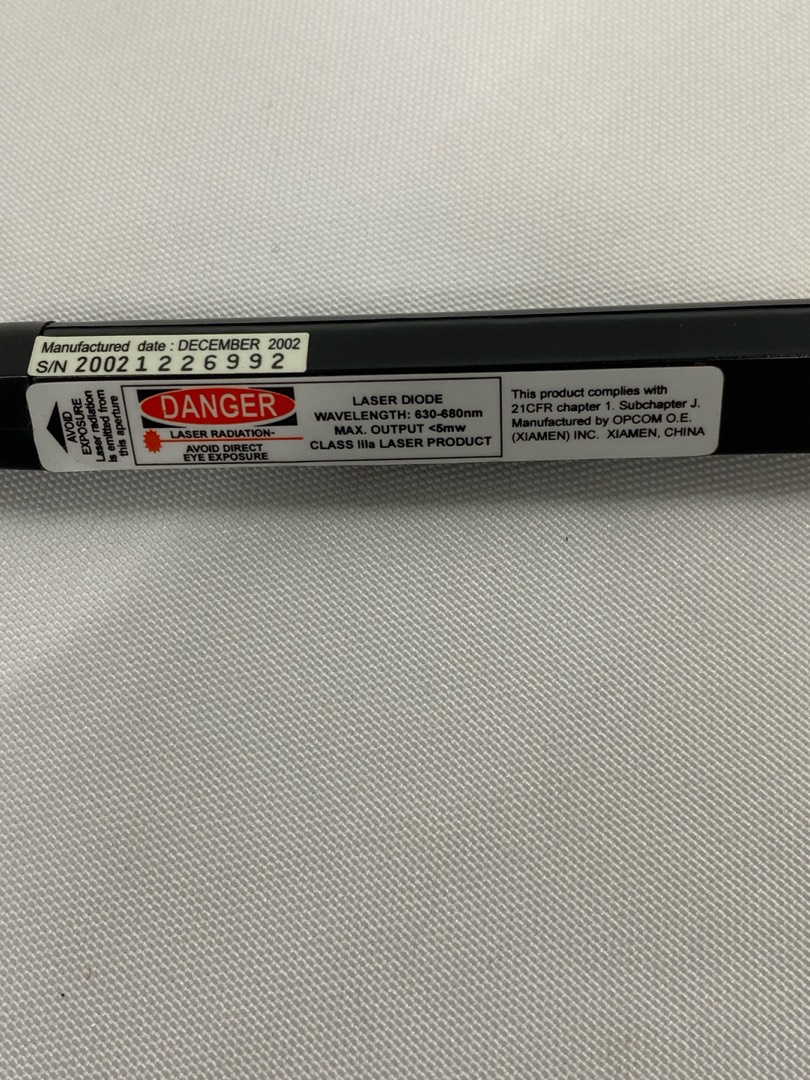 Manufactured date : DECEMBER 2002
S/N 20021226992
AVOID
EXPOSURE
Laser radiation
is emitted from
this aperture
DANGER
LASER RADIATION-
AVOID DIRECT
EYE EXPOSURE
LASER DIODE
WAVELENGTH: 630-680nm
MAX. OUTPUT <5mw
CLASS IIIa LASER PRODUCT
This product complies with
21CFR chapter 1. Subchapter J.
Manufactured by OPCOM O.E.
(XIAMEN) INC. XIAMEN, CHINA